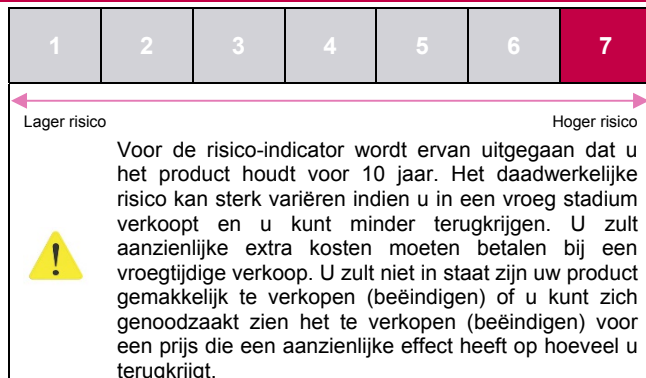 1 2 3 4 5 6 7
Lager risico Hoger risico
Voor de risico-indicator wordt ervan uitgegaan dat u
het product houdt voor 10 jaar. Het daadwerkelijke
risico kan sterk variëren indien u in een vroeg stadium
verkoopt en u kunt minder terugkrijgen. U zult
aanzienlijke extra kosten moeten betalen bij een
vroegtijdige verkoop. U zult niet in staat zijn uw product
gemakkelijk te verkopen (beëindigen) of u kunt zich
genoodzaakt zien het te verkopen (beëindigen) voor
een prijs die een aanzienlijke effect heeft op hoeveel u
terugkrijgt.